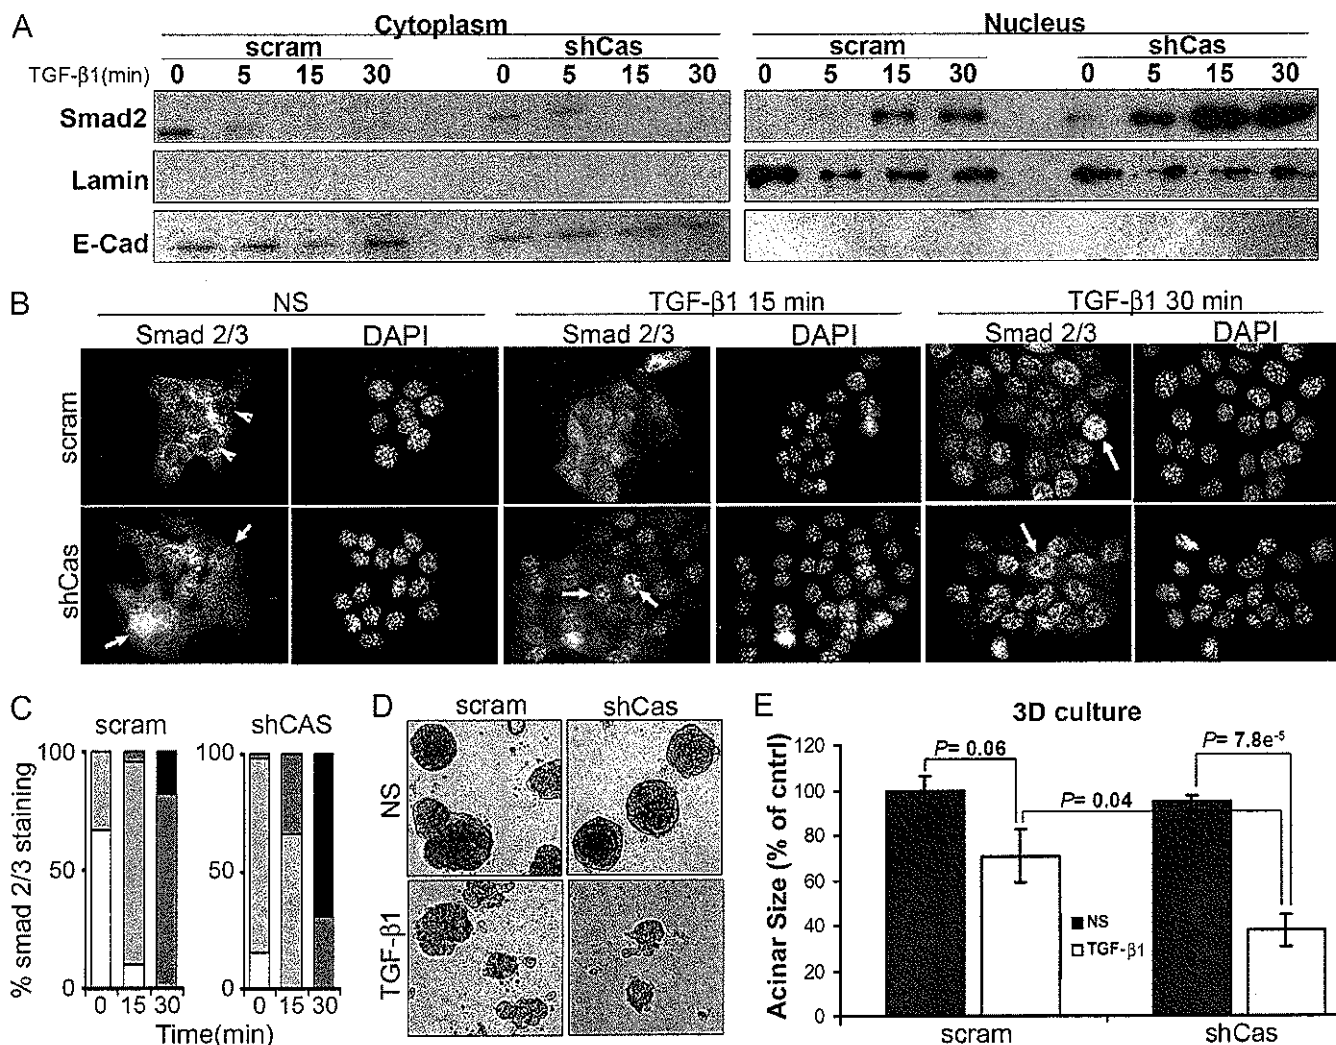 A
Cytoplasm Nucleus
scram shCas scram shCas
TGF-β1(min) 0 5 15 30 0 5 15 30 0 5 15 30 0 5 15 30
Smad2
Lamin
E-Cad
B
NS TGF-β1 15 min TGF-β1 30 min
Smad 2/3 DAPI Smad 2/3 DAPI Smad 2/3 DAPI
scram
shCas
C
scram shCAS
% smad 2/3 staining
100 100
50 50
0 0
0 15 30 0 15 30
Time(min)
D
scram shCas
NS
TGF-β1
E
3D culture
Acinar Size (% of cntrl)
120
100
80
60
40
20
0
P= 0.06
P= 0.04
P= 7.8e-5
NS
TGF-β1
scram shCas